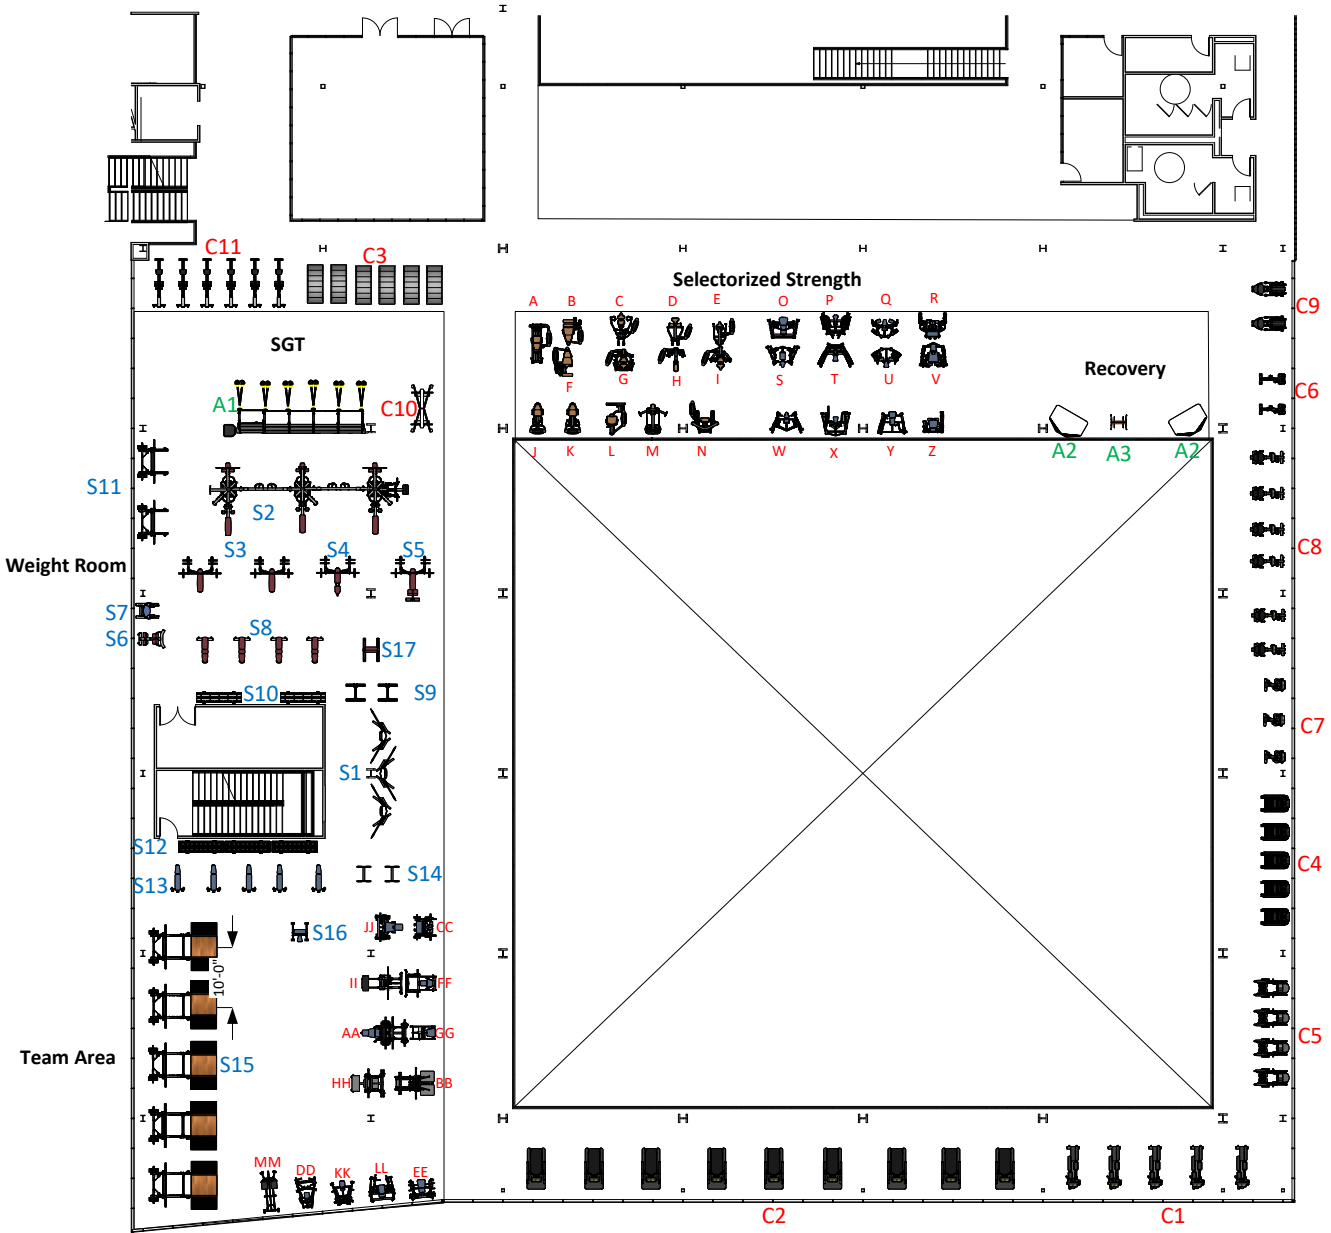 C11
C3
Selectorized Strength
A
B
C
D
E
O
P
Q
R
C9
SGT
Recovery
F
G
H
I
S
T
U
V
C6
A1
C10
J
K
L
M
N
W
X
Y
Z
A2
A3
A2
S11
S2
C8
S3
S4
S5
Weight Room
S7
S6
S8
S17
S10
S9
C7
S1
S12
S13
S14
C4
S16
JJ
CC
10'-0"
II
FF
AA
GG
C5
Team Area
S15
HH
BB
MM
DD
KK
LL
EE
C2
C1